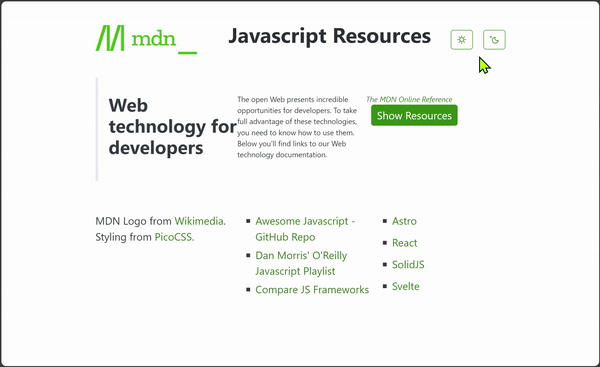 mdn_
Javascript Resources
Web
technology for
developers
The open Web presents incredible
opportunities for developers. To take
full advantage of these technologies,
you need to know how to use them.
Below you'll find links to our Web
technology documentation.
The MDN Online Reference
Show Resources
MDN Logo from Wikimedia.
Styling from PicoCSS.
Awesome Javascript -
GitHub Repo
Dan Morris' O'Reilly
Javascript Playlist
Compare JS Frameworks
Astro
React
SolidJS
Svelte